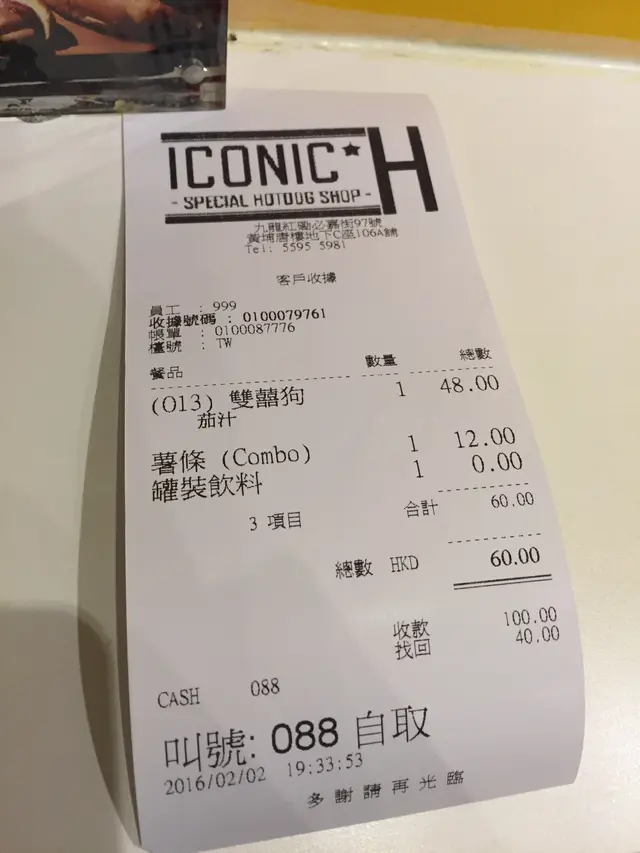 ICONIC★H
- SPECIAL HOTDOG SHOP -
九龍紅磡必嘉街97號
黃埔唐樓地下C座106A舖
Tel: 5595 5981
客戶收據
員工 : 999
收據號碼 : 0100079761
帳單 : 0100087776
檯號 : TW
餐品 數量 總數
(013) 雙囍狗 1 48.00
茄汁
薯條 (Combo) 1 12.00
罐裝飲料 1 0.00
3 項目 合計 60.00
總數 HKD 60.00
收款 100.00
找回 40.00
CASH 088
叫號: 088 自取
2016/02/02 19:33:53
多謝請再光臨